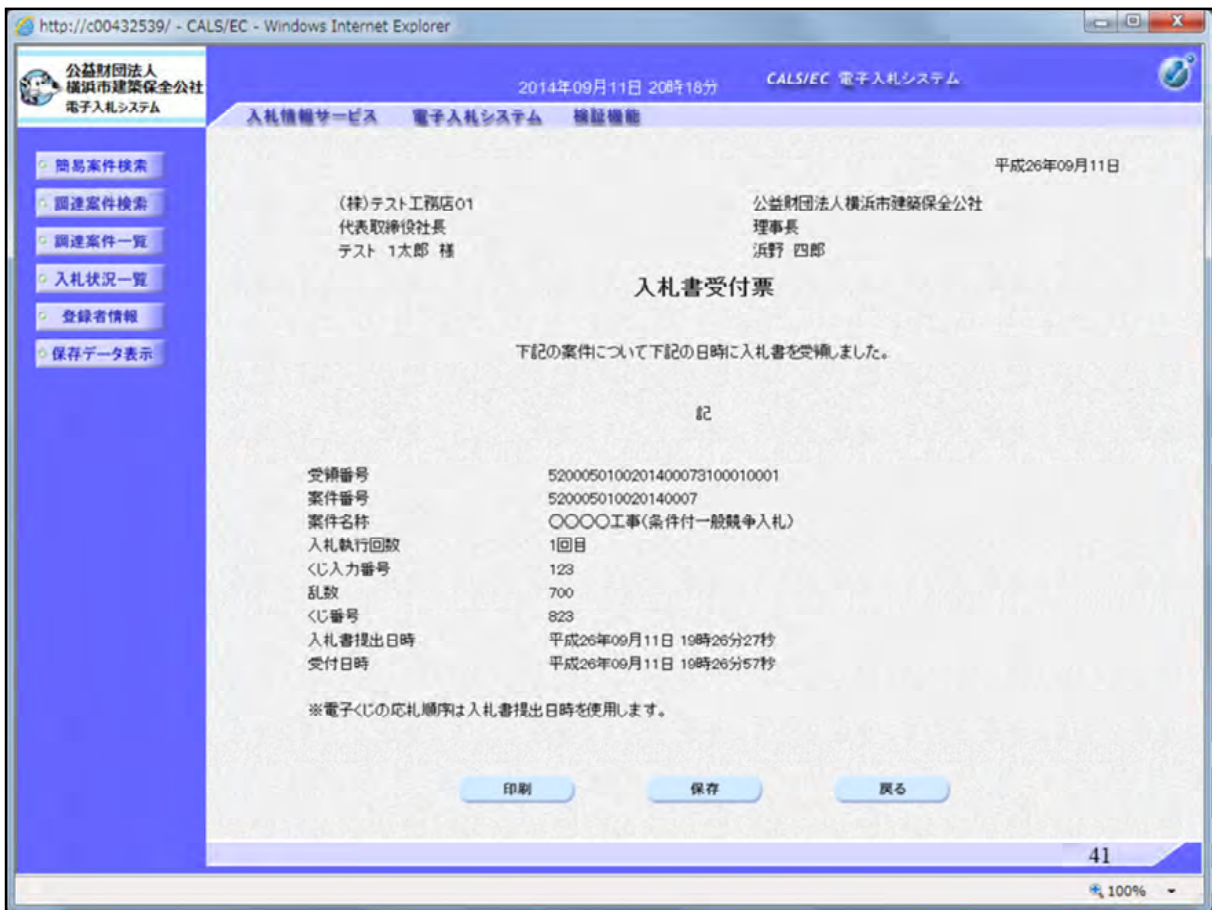 http://c00432539/ - CALS/EC - Windows Internet Explorer
公益財団法人
横浜市建築保全公社
電子入札システム
2014年09月11日 20時18分
CALS/EC 電子入札システム
入札情報サービス 電子入札システム 検証機能
簡易案件検索
調達案件検索
調達案件一覧
入札状況一覧
登録者情報
保存データ表示
平成26年09月11日
(株)テスト工務店01
代表取締役社長
テスト 1太郎 様
公益財団法人横浜市建築保全公社
理事長
浜野 四郎
入札書受付票
下記の案件について下記の日時に入札書を受領しました。
記
受領番号 5200050100201400073100010001
案件番号 520005010020140007
案件名称 〇〇〇〇工事(条件付一般競争入札)
入札執行回数 1回目
くじ入力番号 123
乱数 700
くじ番号 823
入札書提出日時 平成26年09月11日 19時26分27秒
受付日時 平成26年09月11日 19時26分57秒
※電子くじの応札順序は入札書提出日時を使用します。
印刷 保存 戻る
41
100%